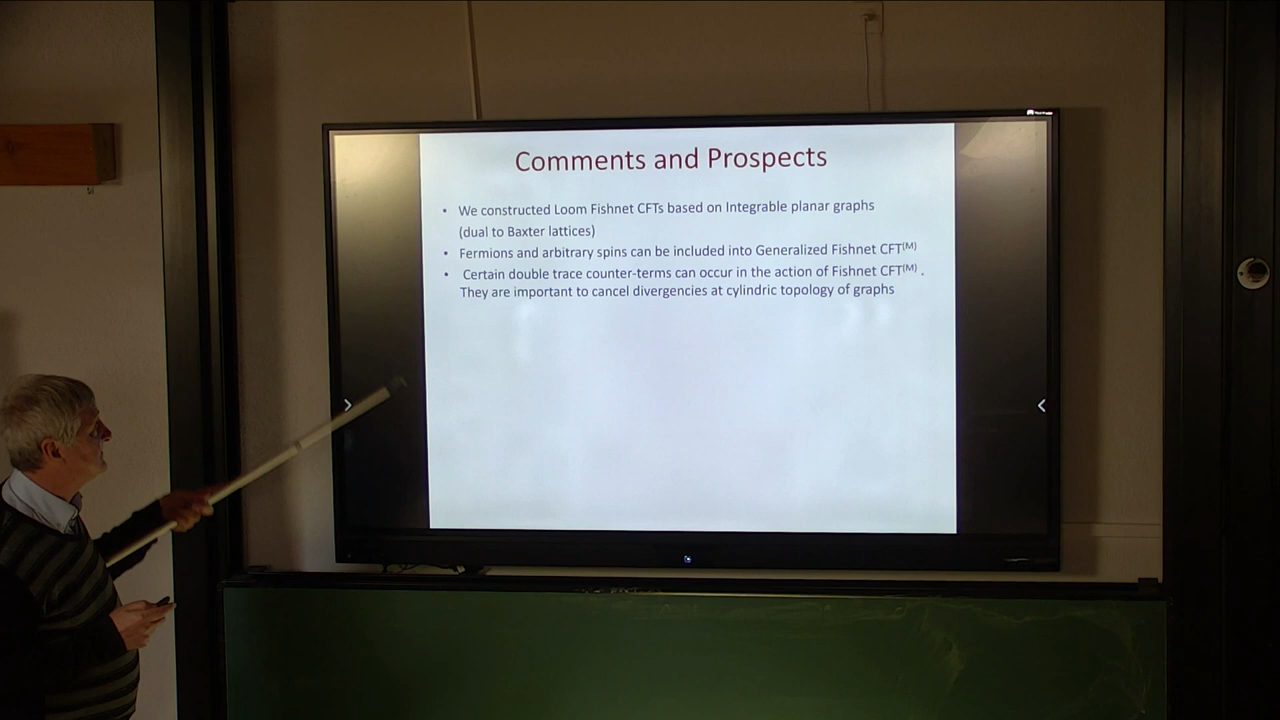 Comments and Prospects
• We constructed Loom Fishnet CFTs based on Integrable planar graphs
(dual to Baxter lattices)
• Fermions and arbitrary spins can be included into Generalized Fishnet CFT(M)
• Certain double trace counter-terms can occur in the action of Fishnet CFT(M) .
They are important to cancel divergencies at cylindric topology of graphs